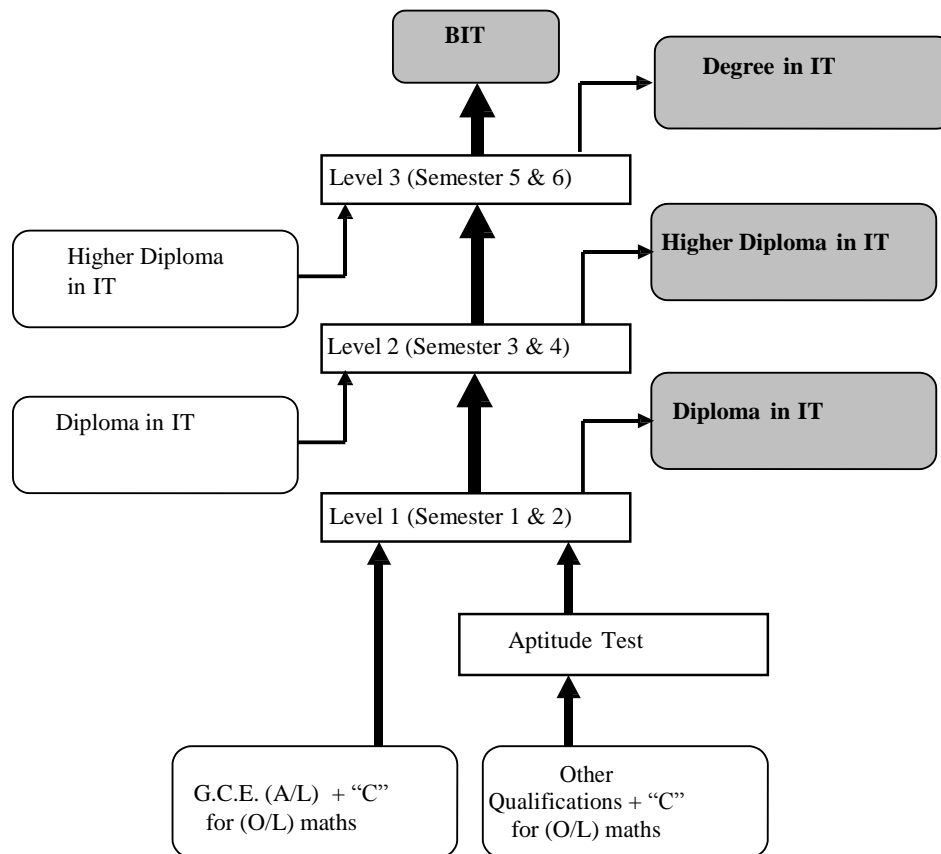 BIT
Degree in IT
Level 3 (Semester 5 & 6)
Higher Diploma
in IT
Higher Diploma in IT
Level 2 (Semester 3 & 4)
Diploma in IT
Diploma in IT
Level 1 (Semester 1 & 2)
Aptitude Test
G.C.E. (A/L) + “C”
for (O/L) maths
Other
Qualifications + “C”
for (O/L) maths